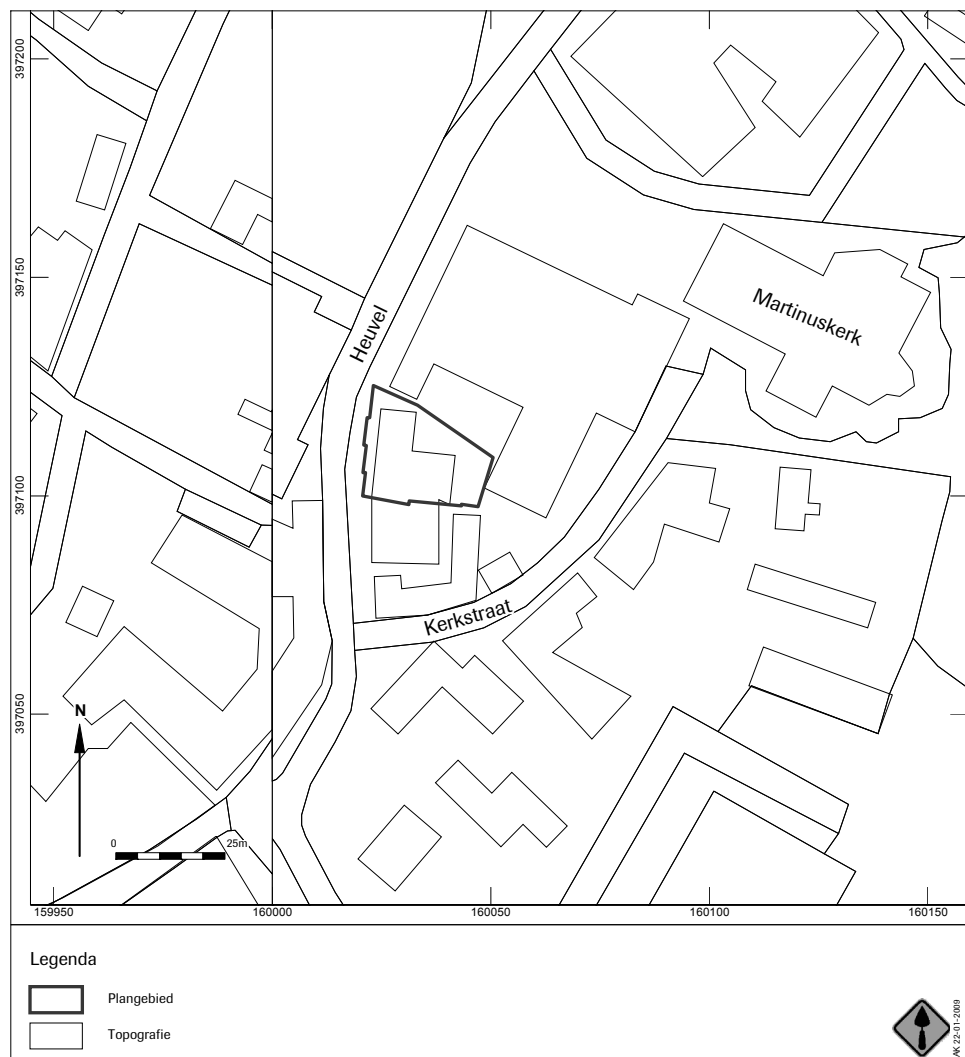 397200
397150
Martinuskerk
Heuvel
397100
Kerkstraat
397050
N
0 25m
159950 160000 160050 160100 160150
Legenda
Plangebied
Topografie
AK 22-01-2009